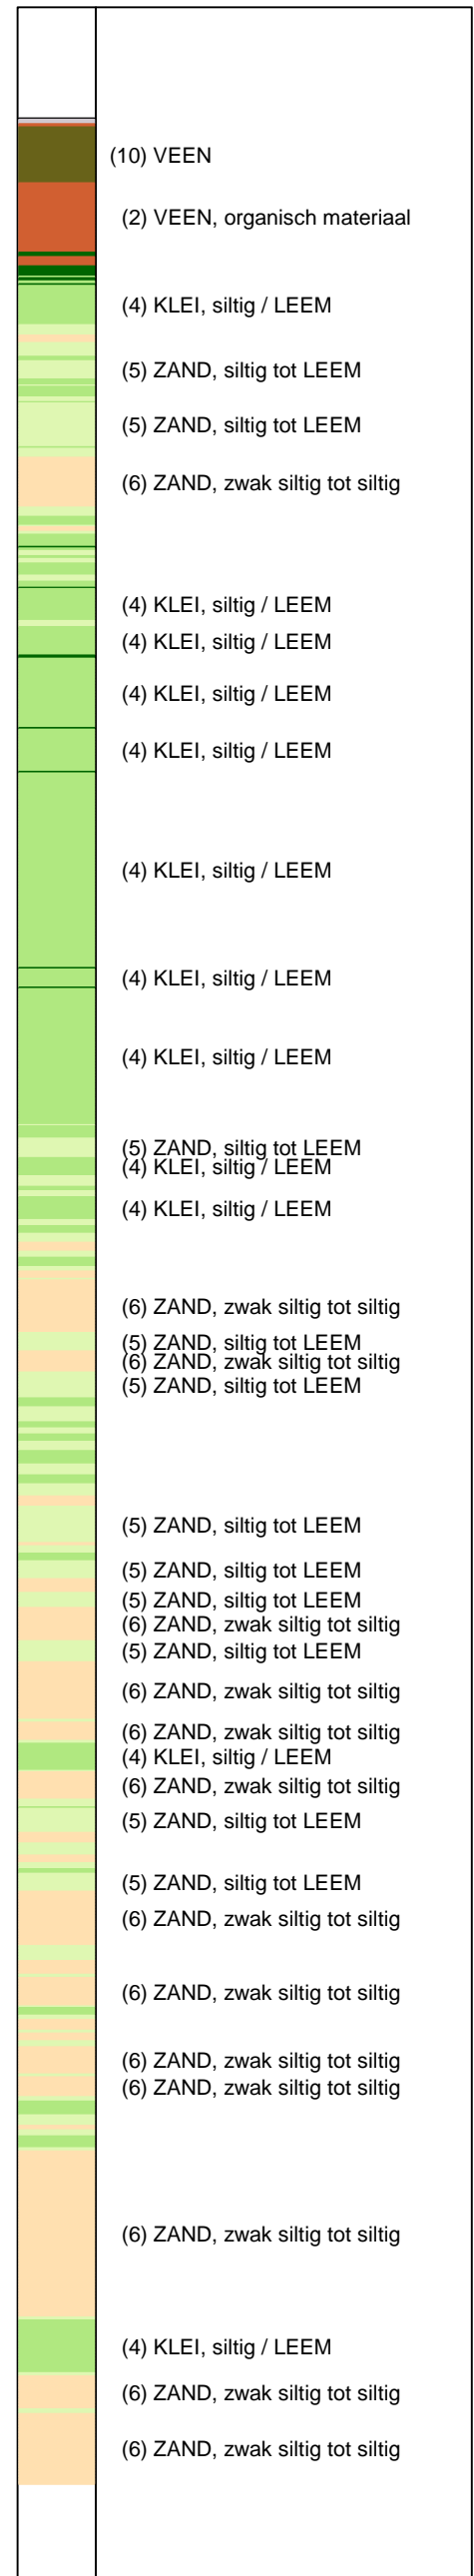 (10) VEEN
(2) VEEN, organisch materiaal
(4) KLEI, siltig / LEEM
(5) ZAND, siltig tot LEEM
(5) ZAND, siltig tot LEEM
(6) ZAND, zwak siltig tot siltig
(4) KLEI, siltig / LEEM
(4) KLEI, siltig / LEEM
(4) KLEI, siltig / LEEM
(4) KLEI, siltig / LEEM
(4) KLEI, siltig / LEEM
(4) KLEI, siltig / LEEM
(4) KLEI, siltig / LEEM
(5) ZAND, siltig tot LEEM
(4) KLEI, siltig / LEEM
(4) KLEI, siltig / LEEM
(6) ZAND, zwak siltig tot siltig
(5) ZAND, siltig tot LEEM
(6) ZAND, zwak siltig tot siltig
(5) ZAND, siltig tot LEEM
(5) ZAND, siltig tot LEEM
(5) ZAND, siltig tot LEEM
(5) ZAND, siltig tot LEEM
(6) ZAND, zwak siltig tot siltig
(5) ZAND, siltig tot LEEM
(6) ZAND, zwak siltig tot siltig
(6) ZAND, zwak siltig tot siltig
(4) KLEI, siltig / LEEM
(6) ZAND, zwak siltig tot siltig
(5) ZAND, siltig tot LEEM
(5) ZAND, siltig tot LEEM
(6) ZAND, zwak siltig tot siltig
(6) ZAND, zwak siltig tot siltig
(6) ZAND, zwak siltig tot siltig
(6) ZAND, zwak siltig tot siltig
(6) ZAND, zwak siltig tot siltig
(4) KLEI, siltig / LEEM
(6) ZAND, zwak siltig tot siltig
(6) ZAND, zwak siltig tot siltig